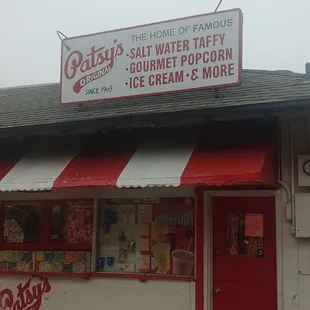 THE HOME OF FAMOUS
Patsy's
ORIGINAL
SINCE 1903
• SALT WATER TAFFY
• GOURMET POPCORN
• ICE CREAM • & MORE
Patsy's